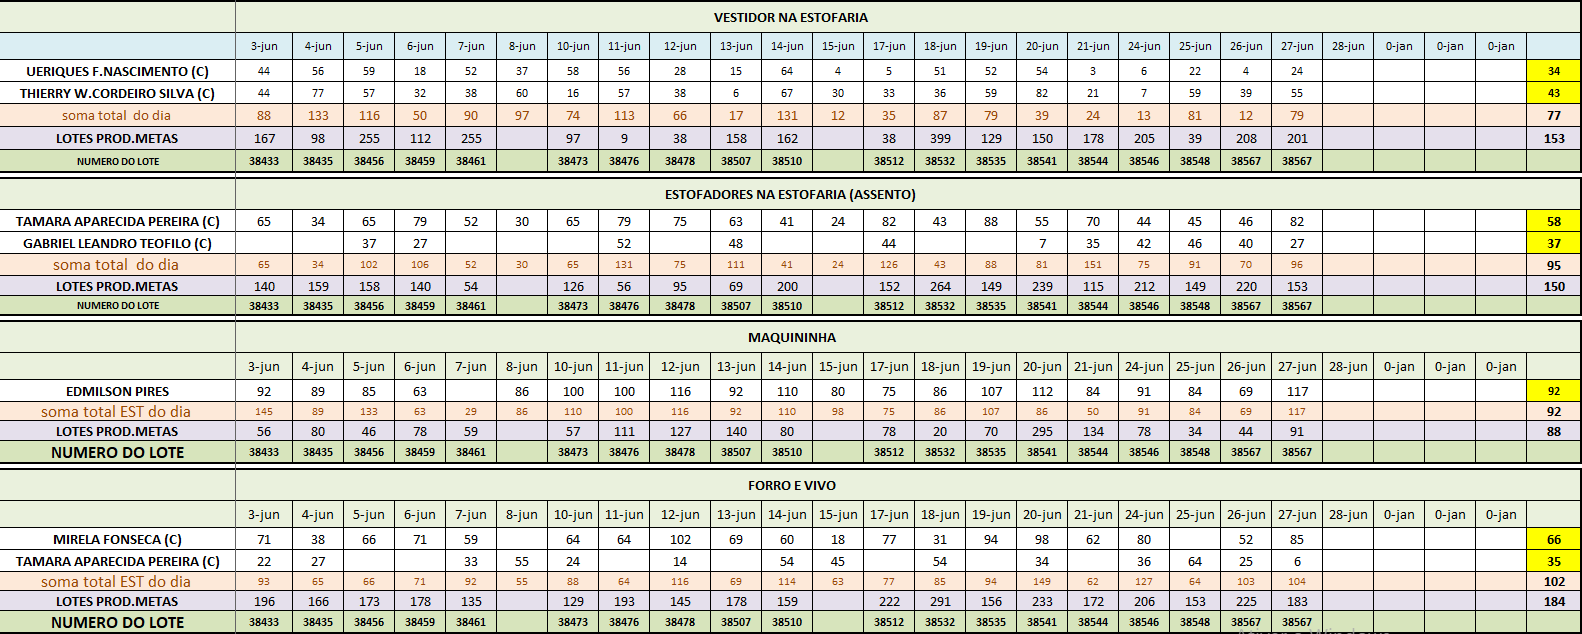 VESTIDOR NA ESTOFARIA
3-jun 4-jun 5-jun 6-jun 7-jun 8-jun 10-jun 11-jun 12-jun 13-jun 14-jun 15-jun 17-jun 18-jun 19-jun 20-jun 21-jun 24-jun 25-jun 26-jun 27-jun 28-jun 0-jan 0-jan 0-jan
UERIQUES F.NASCIMENTO (C) 44 56 59 18 52 37 58 56 28 15 64 4 5 51 52 54 3 6 22 4 24 34
THIERRY W.CORDEIRO SILVA (C) 44 77 57 32 38 60 16 57 38 6 67 30 33 36 59 82 21 7 59 39 55 43
soma total do dia 88 133 116 50 90 97 74 113 66 17 131 12 35 87 79 39 24 13 81 12 79 77
LOTES PROD.METAS 167 98 255 112 255 97 9 38 158 162 38 399 129 150 178 205 39 208 201 153
NUMERO DO LOTE 38433 38435 38456 38459 38461 38473 38476 38478 38507 38510 38512 38532 38535 38541 38544 38546 38548 38567 38567
ESTOFADORES NA ESTOFARIA (ASSENTO)
TAMARA APARECIDA PEREIRA (C) 65 34 65 79 52 30 65 79 75 63 41 24 82 43 88 55 70 44 45 46 82 58
GABRIEL LEANDRO TEOFILO (C) 37 27 52 48 44 7 35 42 46 40 27 37
soma total do dia 65 34 102 106 52 30 65 131 75 111 41 24 126 43 88 81 151 75 91 70 96 95
LOTES PROD.METAS 140 159 158 140 54 126 56 95 69 200 152 264 149 239 115 212 149 220 153 150
NUMERO DO LOTE 38433 38435 38456 38459 38461 38473 38476 38478 38507 38510 38512 38532 38535 38541 38544 38546 38548 38567 38567
MAQUININHA
3-jun 4-jun 5-jun 6-jun 7-jun 8-jun 10-jun 11-jun 12-jun 13-jun 14-jun 15-jun 17-jun 18-jun 19-jun 20-jun 21-jun 24-jun 25-jun 26-jun 27-jun 28-jun 0-jan 0-jan 0-jan
EDMILSON PIRES 92 89 85 63 86 100 100 116 92 110 80 75 86 107 112 84 91 84 69 117 92
soma total EST do dia 145 89 133 63 29 86 110 100 116 92 110 98 75 86 107 86 50 91 84 69 117 92
LOTES PROD.METAS 56 80 46 78 59 57 111 127 140 80 78 20 70 295 134 78 34 44 91 88
NUMERO DO LOTE 38433 38435 38456 38459 38461 38473 38476 38478 38507 38510 38512 38532 38535 38541 38544 38546 38548 38567 38567
FORRO E VIVO
3-jun 4-jun 5-jun 6-jun 7-jun 8-jun 10-jun 11-jun 12-jun 13-jun 14-jun 15-jun 17-jun 18-jun 19-jun 20-jun 21-jun 24-jun 25-jun 26-jun 27-jun 28-jun 0-jan 0-jan 0-jan
MIRELA FONSECA (C) 71 38 66 71 59 64 64 102 69 60 18 77 31 94 98 62 80 52 85 66
TAMARA APARECIDA PEREIRA (C) 22 27 33 55 24 14 54 45 54 34 36 64 25 6 35
soma total EST do dia 93 65 66 71 92 55 88 64 116 69 114 63 77 85 94 149 62 127 64 103 104 102
LOTES PROD.METAS 196 166 173 178 135 129 193 145 178 159 222 291 156 233 172 206 153 225 183 184
NUMERO DO LOTE 38433 38435 38456 38459 38461 38473 38476 38478 38507 38510 38512 38532 38535 38541 38544 38546 38548 38567 38567